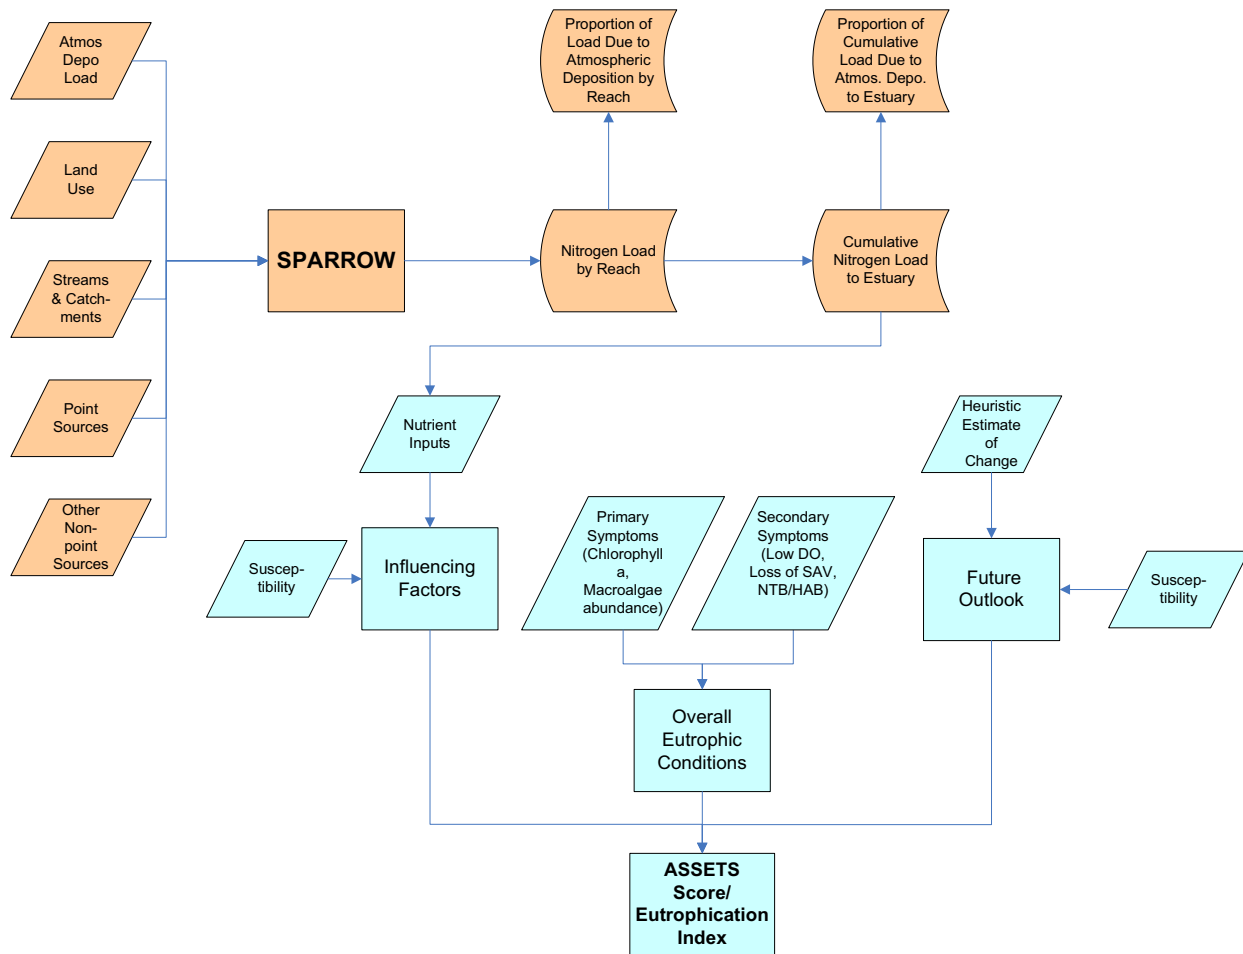 Atmos
Depo
Load
Proportion of
Load Due to
Atmospheric
Deposition by
Reach
Proportion of
Cumulative
Load Due to
Atmos. Depo.
to Estuary
Land
Use
SPARROW
Nitrogen Load
by Reach
Cumulative
Nitrogen Load
to Estuary
Streams
& Catch-
ments
Point
Sources
Other
Non-
point
Sources
Nutrient
Inputs
Heuristic
Estimate
of
Change
Suscep-
tibility
Influencing
Factors
Primary
Symptoms
(Chlorophyll
a,
Macroalgae
abundance)
Secondary
Symptoms
(Low DO,
Loss of SAV,
NTB/HAB)
Future
Outlook
Suscep-
tibility
Overall
Eutrophic
Conditions
ASSETS
Score/
Eutrophication
Index